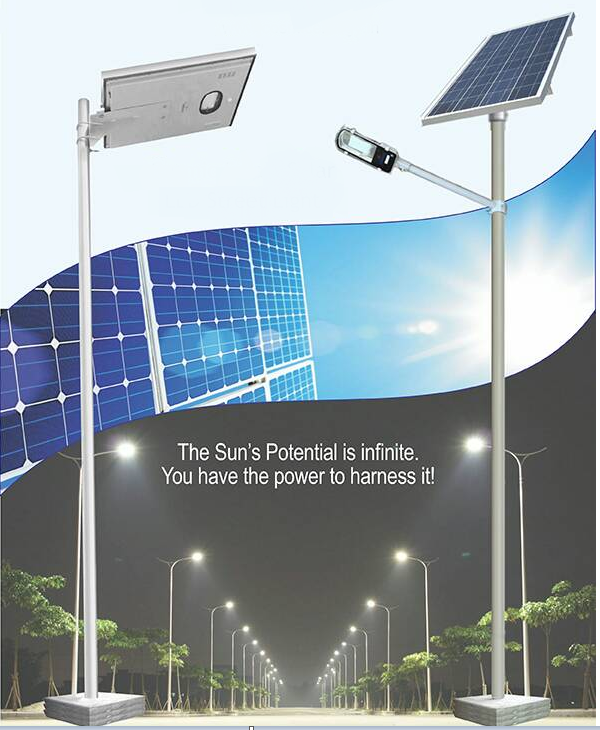 The Sun's Potential is infinite.
You have the power to harness it!